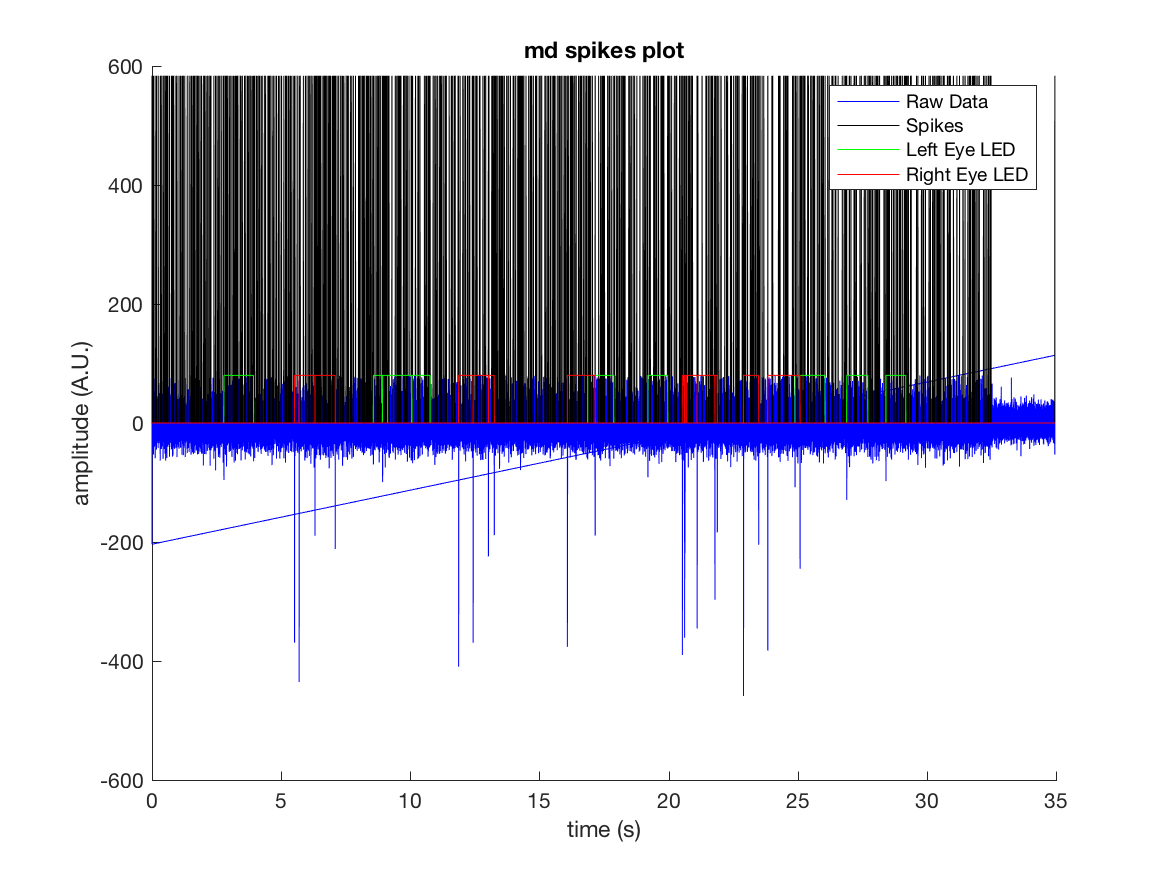 md spikes plot
600
400
200
0
-200
-400
-600
amplitude (A.U.)
Raw Data
Spikes
Left Eye LED
Right Eye LED
0 5 10 15 20 25 30 35
time (s)